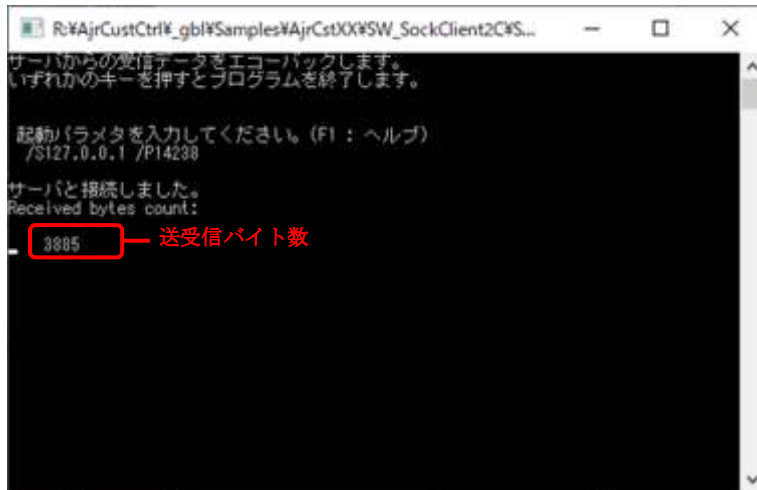 R:¥AjrCustCtrl¥_gbl¥Samples¥AjrCstXX¥SW_SockClient2C¥S...
サーバからの受信データをエコーバックします。
いずれかのキーを押すとプログラムを終了します。
起動パラメタを入力してください。(F1 : ヘルプ)
/S127.0.0.1 /P14238
サーバと接続しました。
Received bytes count:
3885 送受信バイト数